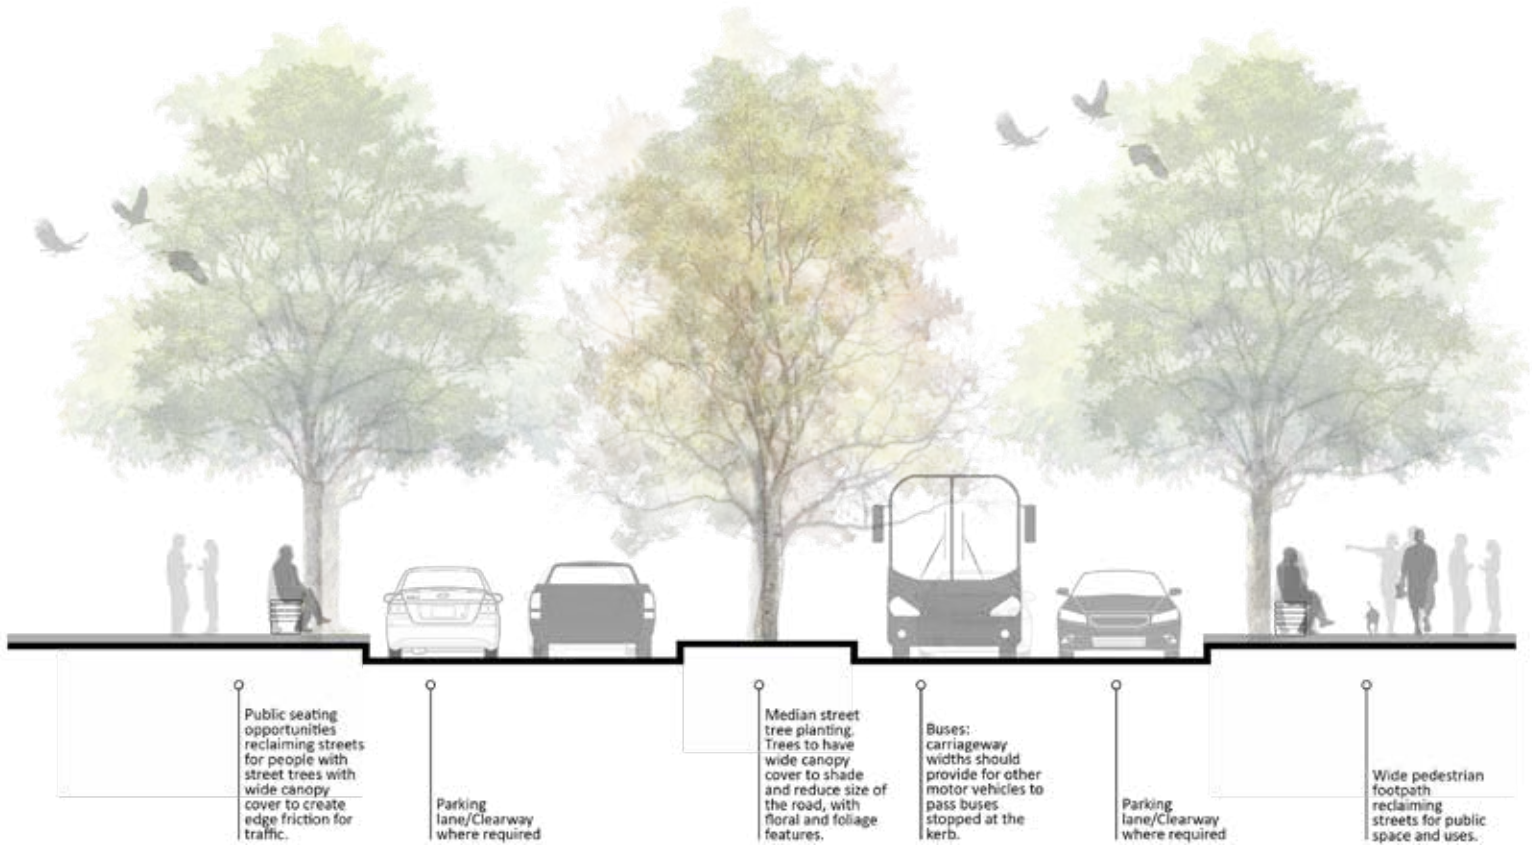 Public seating
opportunities
reclaiming streets
for people with
street trees with
wide canopy
cover to create
edge friction for
traffic.
Parking
lane/Clearway
where required
Median street
tree planting.
Trees to have
wide canopy
cover to shade
and reduce size of
the road, with
floral and foliage
features.
Buses:
carriageway
widths should
provide for other
motor vehicles to
pass buses
stopped at the
kerb.
Parking
lane/Clearway
where required
Wide pedestrian
footpath
reclaiming
streets for public
space and uses.